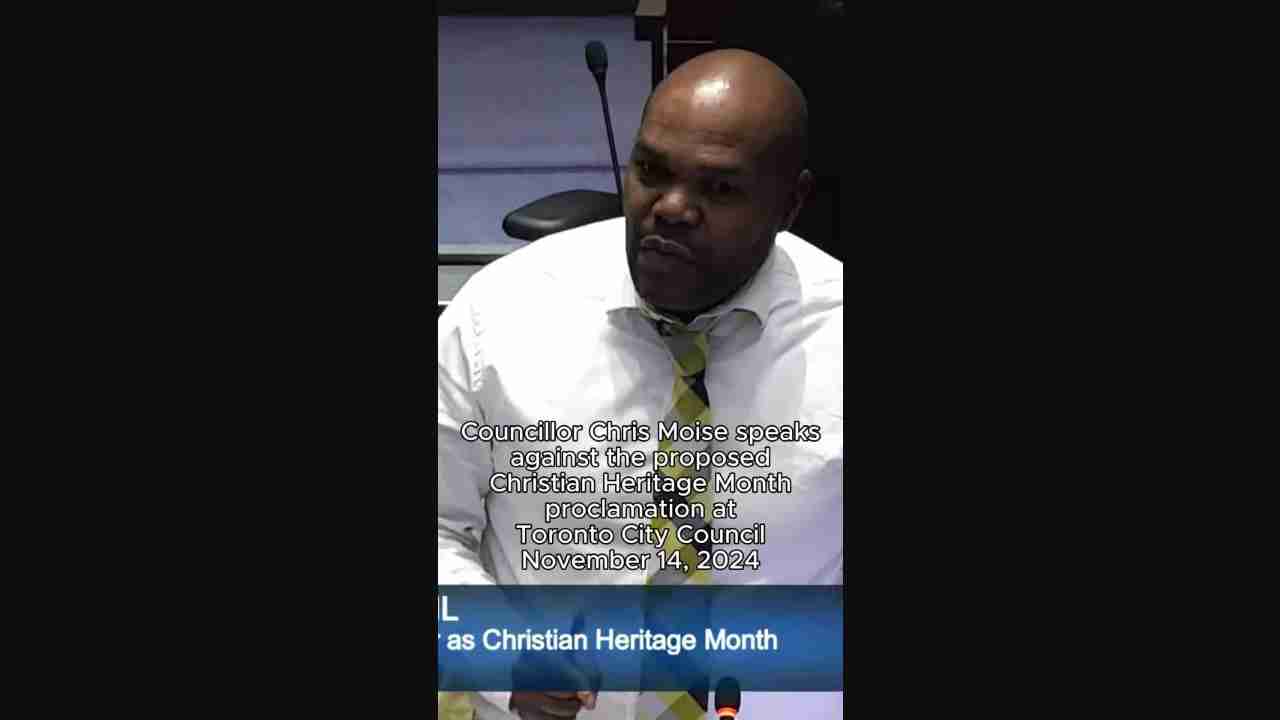 Councillor Chris Moise speaks
against the proposed
Christian Heritage Month
proclamation at
Toronto City Council
November 14, 2024
IL
as Christian Heritage Month